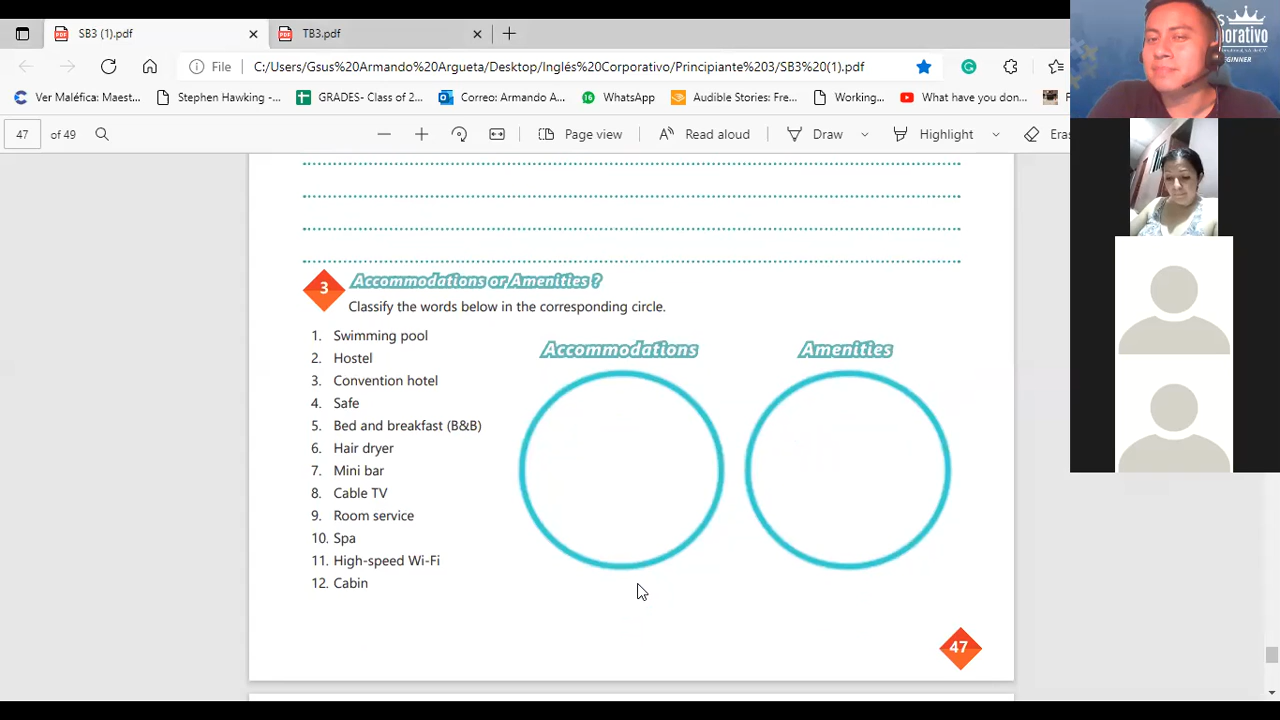 SB3 (1).pdf
TB3.pdf
File
C:/Users/Gsus%20Armando%20Argueta/Desktop/Ingles%20Corporativo/Principiante%203/SB3%20(1).pdf
Ver Maléfica: Maest...
Stephen Hawking -...
GRADES- Class of 2...
Correo: Armando A...
WhatsApp
Audible Stories: Fre...
Working...
What have you don...
47 of 49
Page view
Read aloud
Draw
Highlight
Eras
orativo
BEGINNER
3
Accommodations or Amenities ?
Classify the words below in the corresponding circle.
1. Swimming pool
2. Hostel
3. Convention hotel
4. Safe
5. Bed and breakfast (B&B)
6. Hair dryer
7. Mini bar
8. Cable TV
9. Room service
10. Spa
11. High-speed Wi-Fi
12. Cabin
Accommodations
Amenities
47